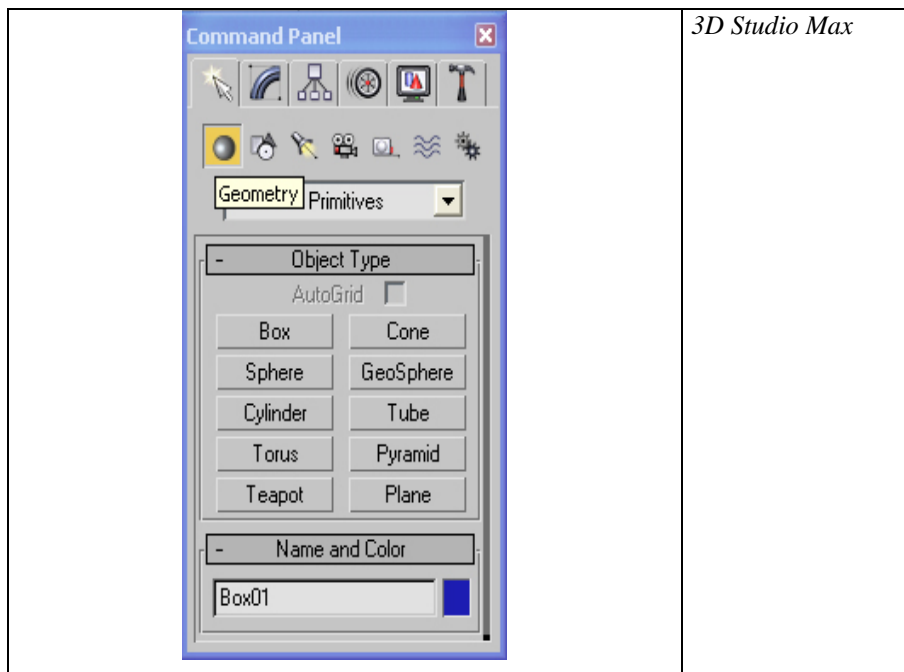 Command Panel
3D Studio Max
Geometry Primitives
- Object Type
AutoGrid
Box Cone
Sphere GeoSphere
Cylinder Tube
Torus Pyramid
Teapot Plane
- Name and Color
Box01